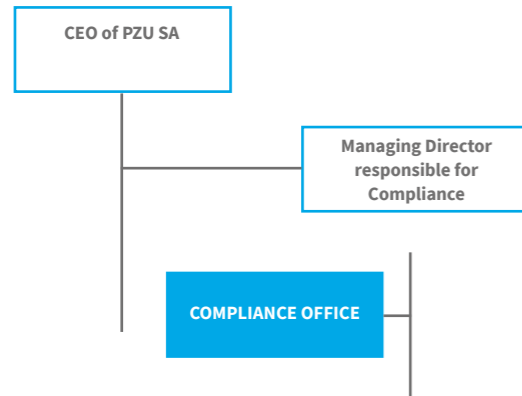 CEO of PZU SA
Managing Director
responsible for
Compliance
COMPLIANCE OFFICE